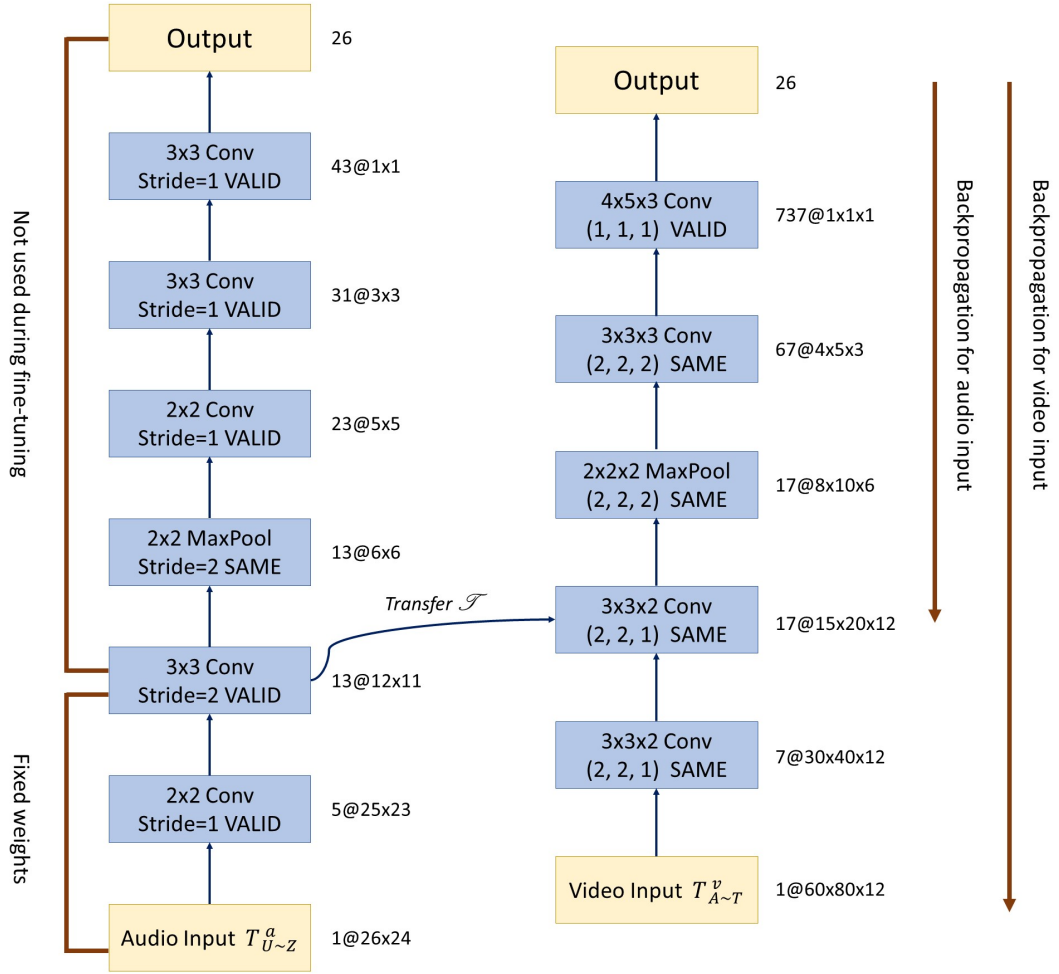 Output
26
3x3 Conv
Stride=1 VALID
43@1x1
3x3 Conv
Stride=1 VALID
31@3x3
2x2 Conv
Stride=1 VALID
23@5x5
2x2 MaxPool
Stride=2 SAME
13@6x6
3x3 Conv
Stride=2 VALID
13@12x11
2x2 Conv
Stride=1 VALID
5@25x23
Audio Input T^a_{U~Z}
1@26x24
Not used during fine-tuning
Fixed weights
Transfer 𝒯
Output
26
4x5x3 Conv
(1, 1, 1) VALID
737@1x1x1
3x3x3 Conv
(2, 2, 2) SAME
67@4x5x3
2x2x2 MaxPool
(2, 2, 2) SAME
17@8x10x6
3x3x2 Conv
(2, 2, 1) SAME
17@15x20x12
3x3x2 Conv
(2, 2, 1) SAME
7@30x40x12
Video Input T^v_{A~T}
1@60x80x12
Backpropagation for audio input
Backpropagation for video input